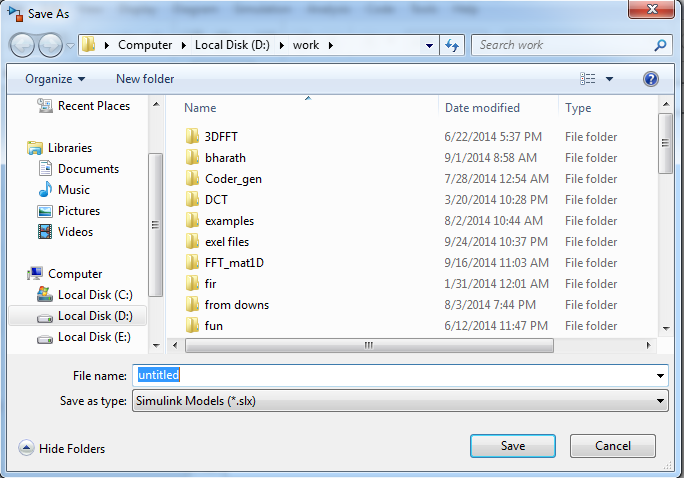 Save As
Computer Local Disk (D:) work Search work
Organize New folder
Recent Places
Libraries
Documents
Music
Pictures
Videos
Computer
Local Disk (C:)
Local Disk (D:)
Local Disk (E:)
Name Date modified Type
3DFFT 6/22/2014 5:37 PM File folder
bharath 9/1/2014 8:58 AM File folder
Coder_gen 7/28/2014 12:54 AM File folder
DCT 3/20/2014 10:28 PM File folder
examples 8/2/2014 10:44 AM File folder
exel files 9/24/2014 10:37 PM File folder
FFT_mat1D 9/16/2014 11:03 AM File folder
fir 1/31/2014 12:01 AM File folder
from downs 8/3/2014 7:44 PM File folder
fun 6/12/2014 11:47 PM File folder
File name: untitled
Save as type: Simulink Models (*.slx)
Hide Folders Save Cancel